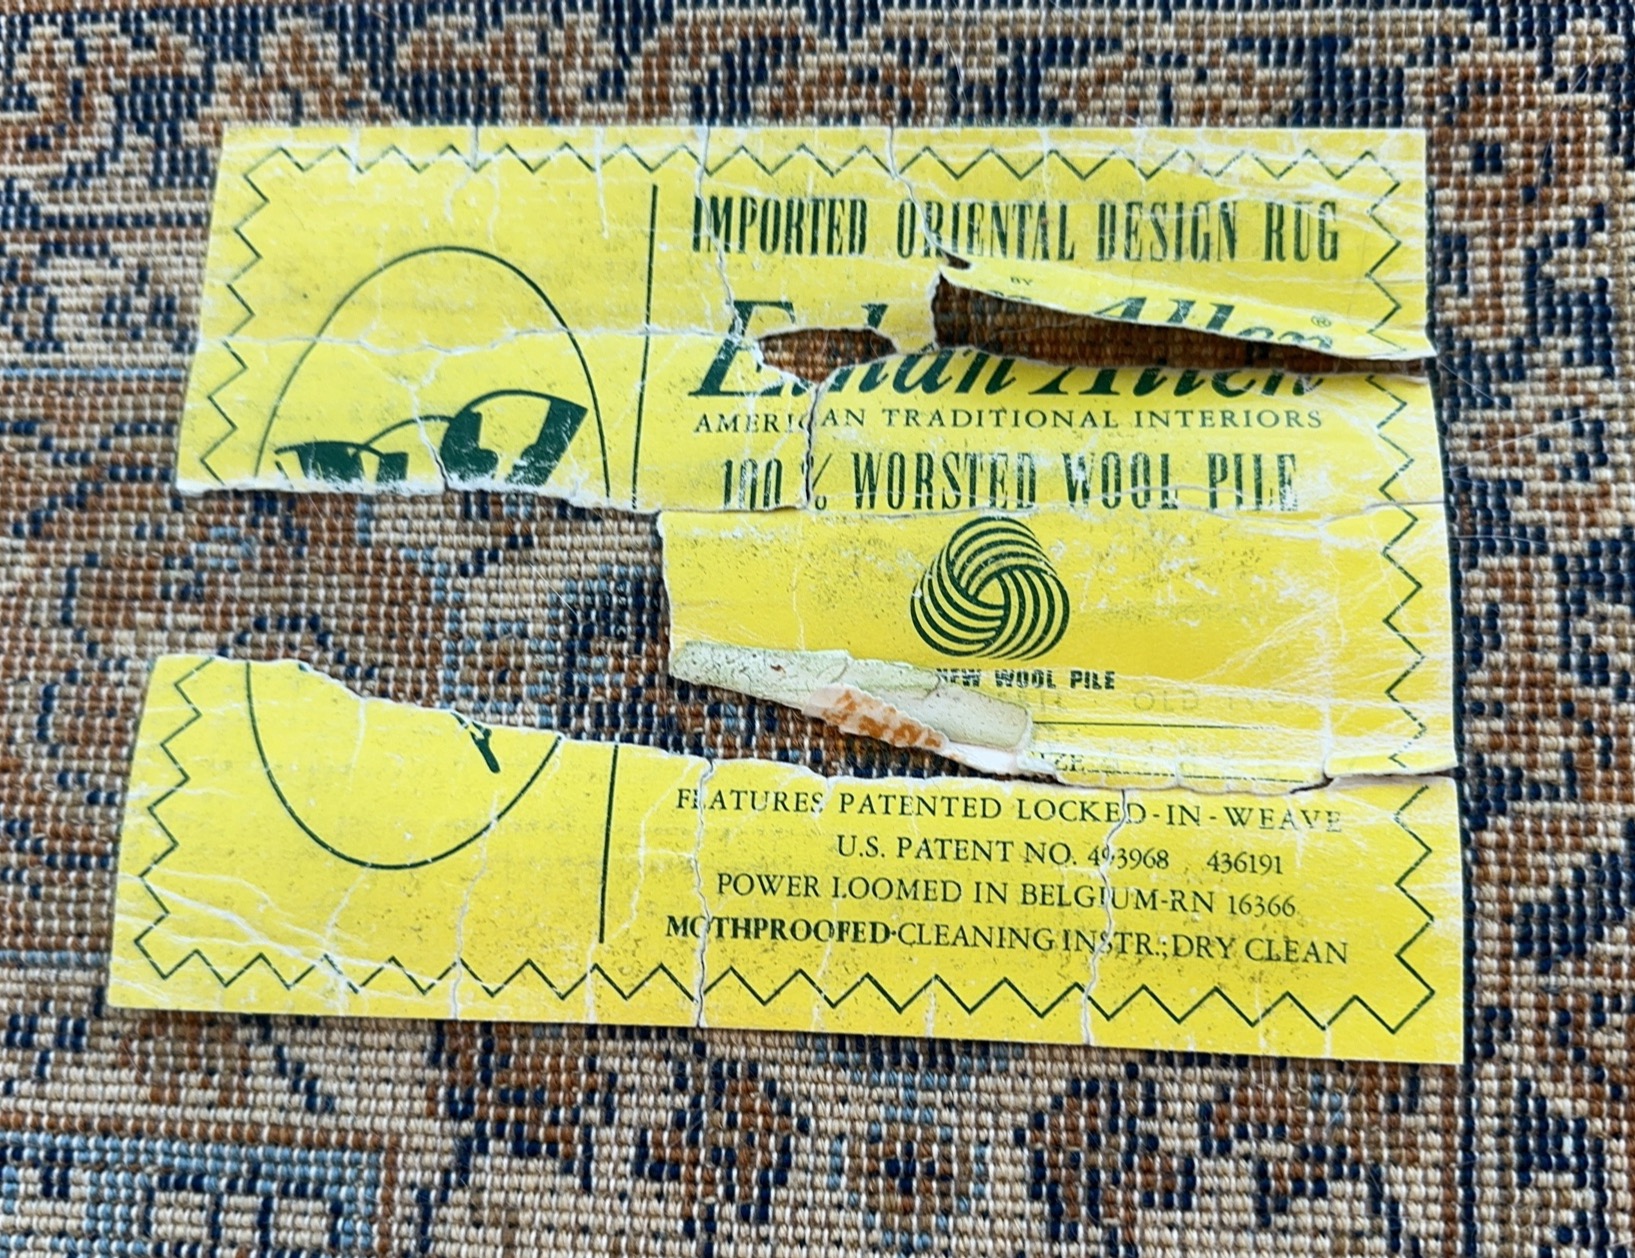 IMPORTED ORIENTAL DESIGN RUG
BY
Ethan Allen®
AMERICAN TRADITIONAL INTERIORS
100% WORSTED WOOL PILE
NEW WOOL PILE
OLD
FEATURES PATENTED LOCKED-IN-WEAVE
U.S. PATENT NO. 493968 436191
POWER LOOMED IN BELGIUM-RN 16366
MOTHPROOFED·CLEANING INSTR.;DRY CLEAN